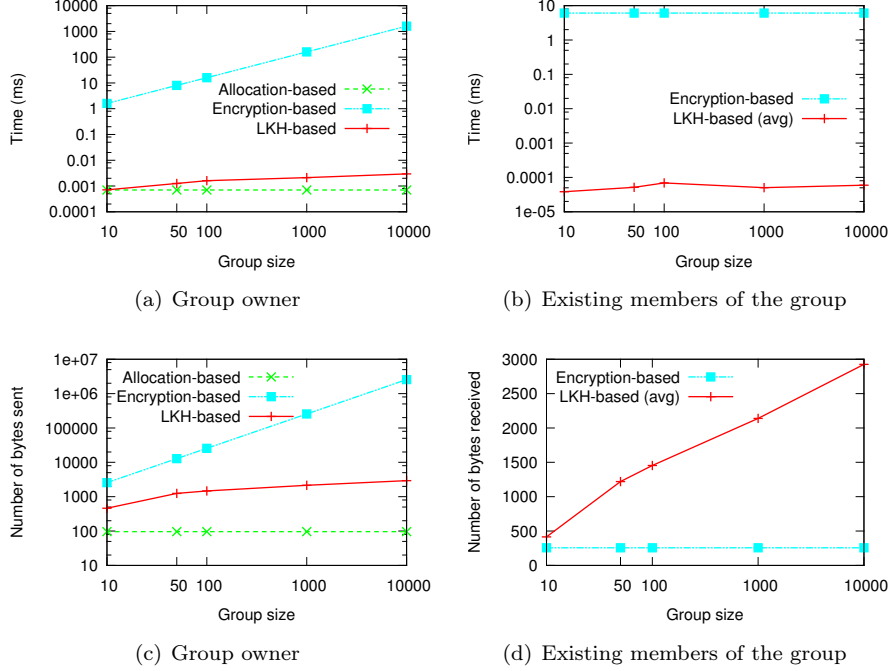 10000
1000
100
10
1
0.1
0.01
0.001
0.0001
Time (ms)
Allocation-based
Encryption-based
LKH-based
10 50 100 1000 10000
Group size
(a) Group owner
10
1
0.1
0.01
0.001
0.0001
1e-05
Time (ms)
Encryption-based
LKH-based (avg)
10 50 100 1000 10000
Group size
(b) Existing members of the group
1e+07
1e+06
100000
10000
1000
100
10
Number of bytes sent
Allocation-based
Encryption-based
LKH-based
10 50 100 1000 10000
Group size
(c) Group owner
3000
2500
2000
1500
1000
500
0
Number of bytes received
Encryption-based
LKH-based (avg)
10 50 100 1000 10000
Group size
(d) Existing members of the group